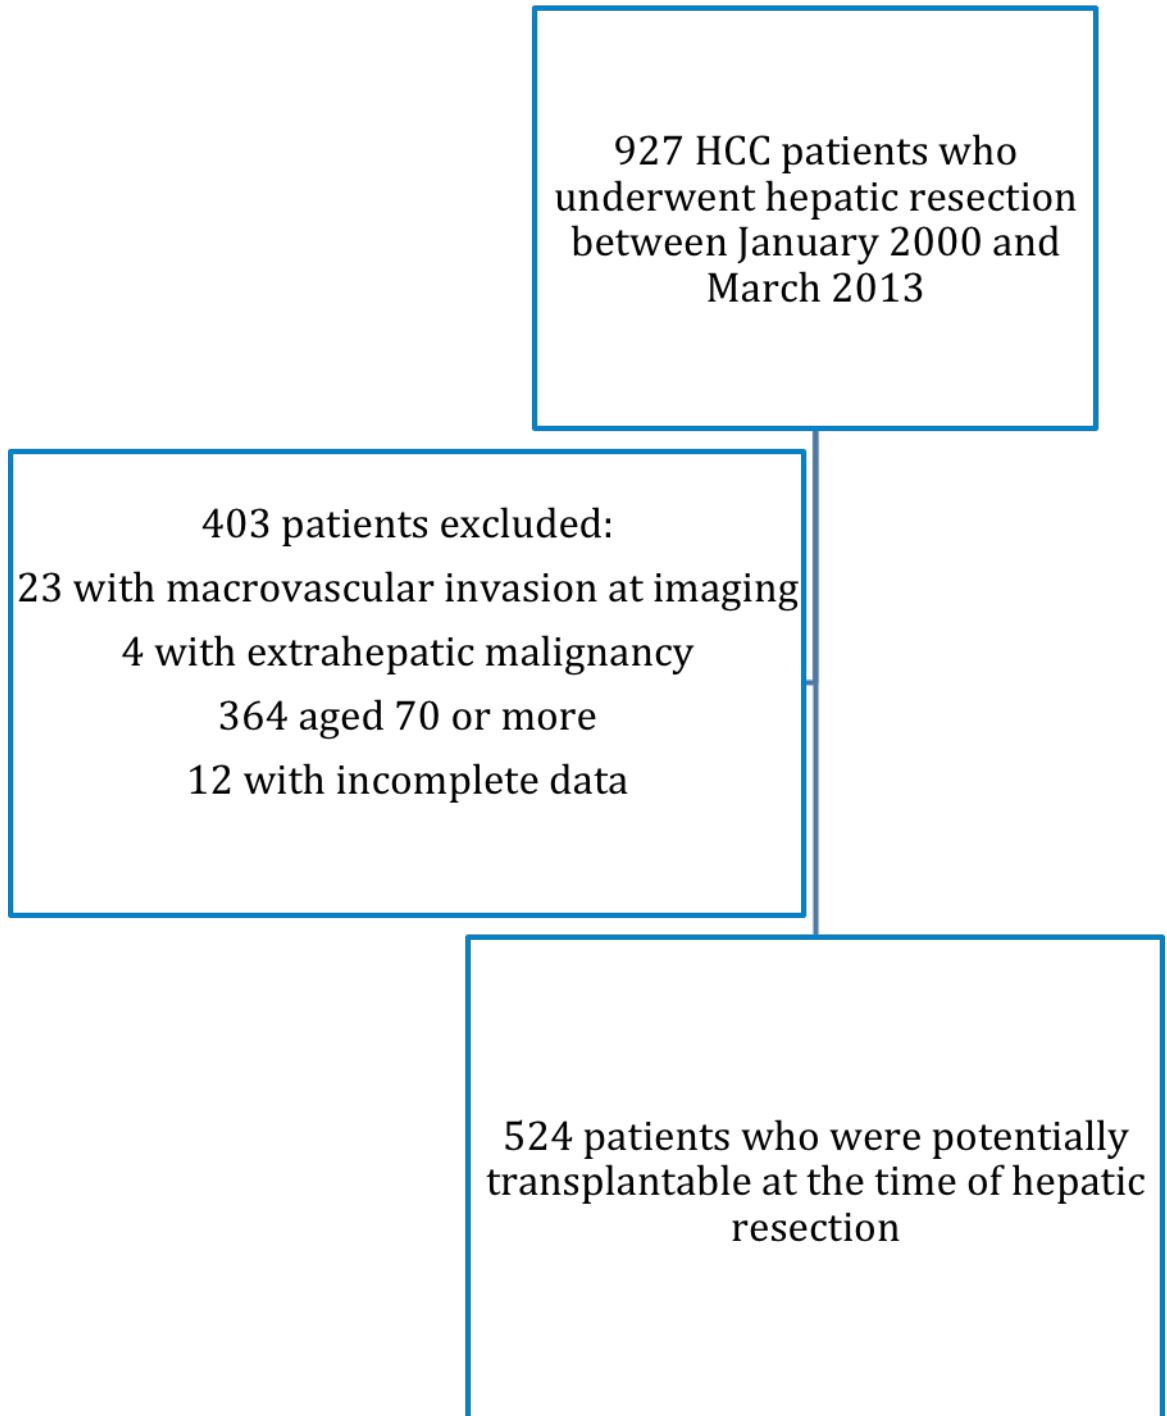 927 HCC patients who
underwent hepatic resection
between January 2000 and
March 2013
403 patients excluded:
23 with macrovascular invasion at imaging
4 with extrahepatic malignancy
364 aged 70 or more
12 with incomplete data
524 patients who were potentially
transplantable at the time of hepatic
resection